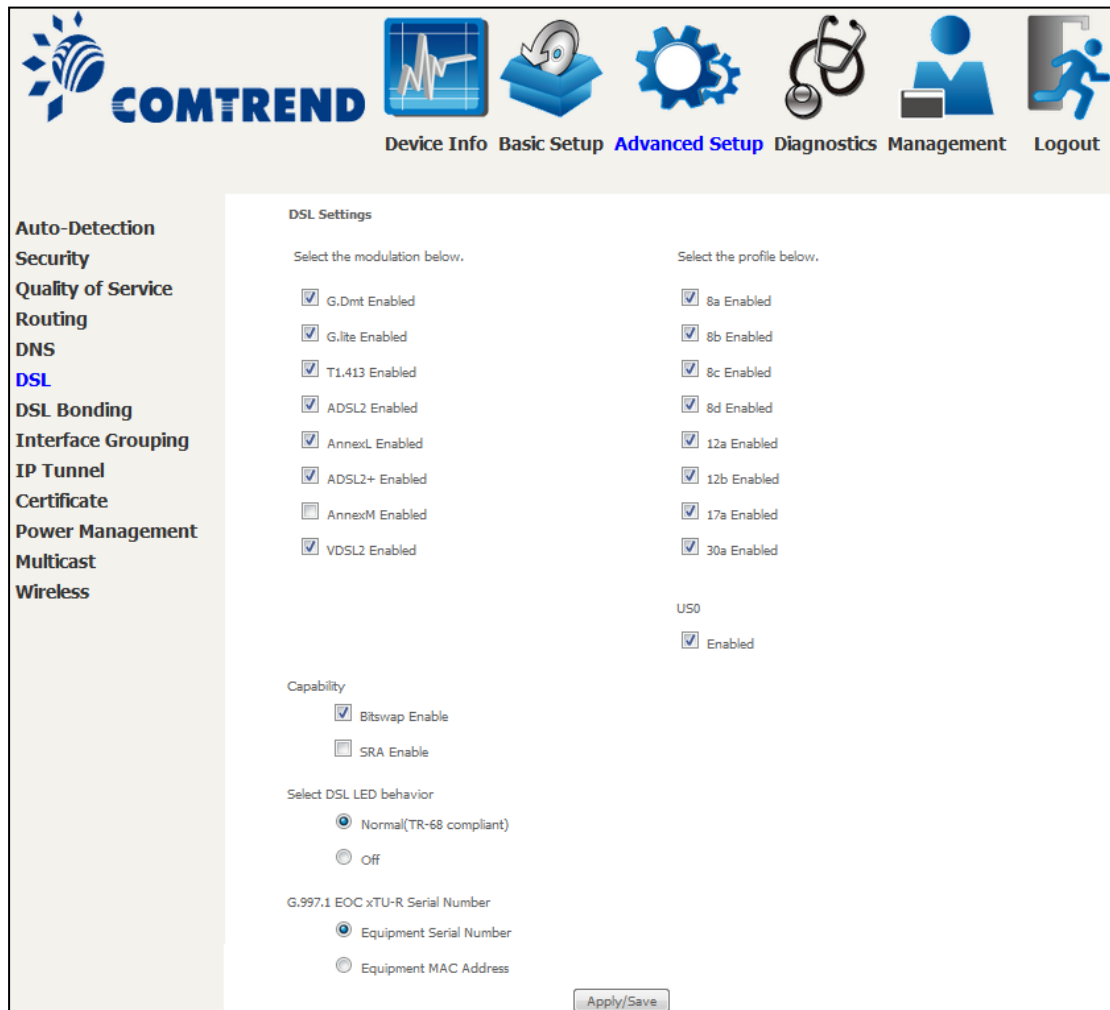 COMTREND
Device Info Basic Setup Advanced Setup Diagnostics Management Logout
Auto-Detection
Security
Quality of Service
Routing
DNS
DSL
DSL Bonding
Interface Grouping
IP Tunnel
Certificate
Power Management
Multicast
Wireless
DSL Settings
Select the modulation below.
G.Dmt Enabled
G.lite Enabled
T1.413 Enabled
ADSL2 Enabled
AnnexL Enabled
ADSL2+ Enabled
AnnexM Enabled
VDSL2 Enabled
Select the profile below.
8a Enabled
8b Enabled
8c Enabled
8d Enabled
12a Enabled
12b Enabled
17a Enabled
30a Enabled
US0
Enabled
Capability
Bitswap Enable
SRA Enable
Select DSL LED behavior
Normal(TR-68 compliant)
Off
G.997.1 EOC xTU-R Serial Number
Equipment Serial Number
Equipment MAC Address
Apply/Save